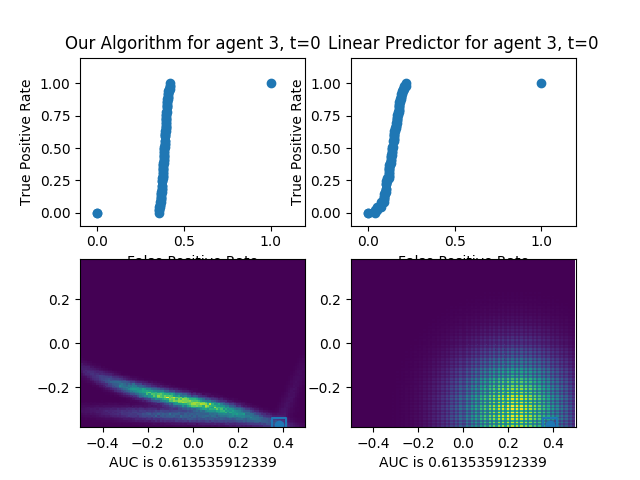 Our Algorithm for agent 3, t=0
Linear Predictor for agent 3, t=0
True Positive Rate
1.00
0.75
0.50
0.25
0.00
0.0 0.5 1.0
False Positive Rate
True Positive Rate
1.00
0.75
0.50
0.25
0.00
0.0 0.5 1.0
False Positive Rate
0.2
0.0
−0.2
−0.4 −0.2 0.0 0.2 0.4
AUC is 0.613535912339
0.2
0.0
−0.2
−0.4 −0.2 0.0 0.2 0.4
AUC is 0.613535912339